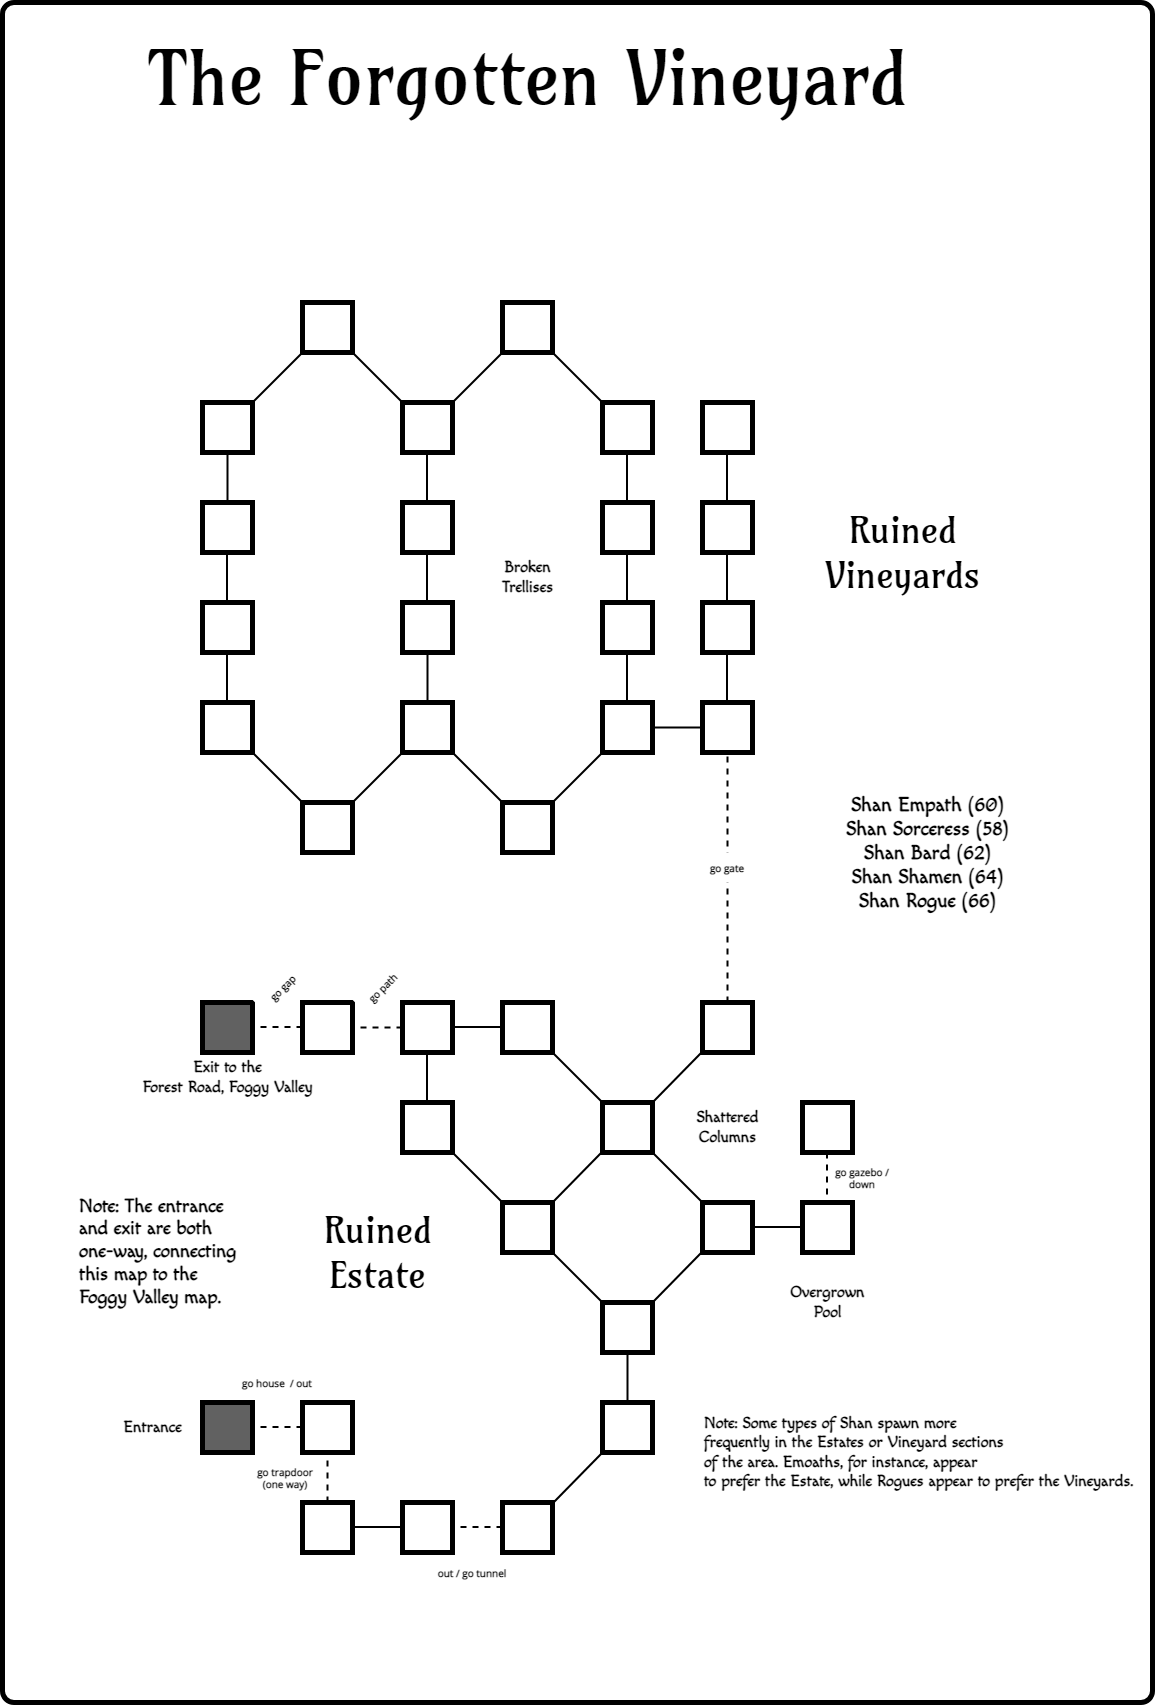 The Forgotten Vineyard
Ruined
Vineyards
Broken
Trellises
Shan Empath (60)
Shan Sorceress (58)
Shan Bard (62)
Shan Shamen (64)
Shan Rogue (66)
go gate
go gap
go path
Exit to the
Forest Road, Foggy Valley
Shattered
Columns
go gazebo /
down
Note: The entrance
and exit are both
one-way, connecting
this map to the
Foggy Valley map.
Ruined
Estate
Overgrown
Pool
go house / out
Entrance
Note: Some types of Shan spawn more
frequently in the Estates or Vineyard sections
of the area. Emoaths, for instance, appear
to prefer the Estate, while Rogues appear to prefer the Vineyards.
go trapdoor
(one way)
out / go tunnel